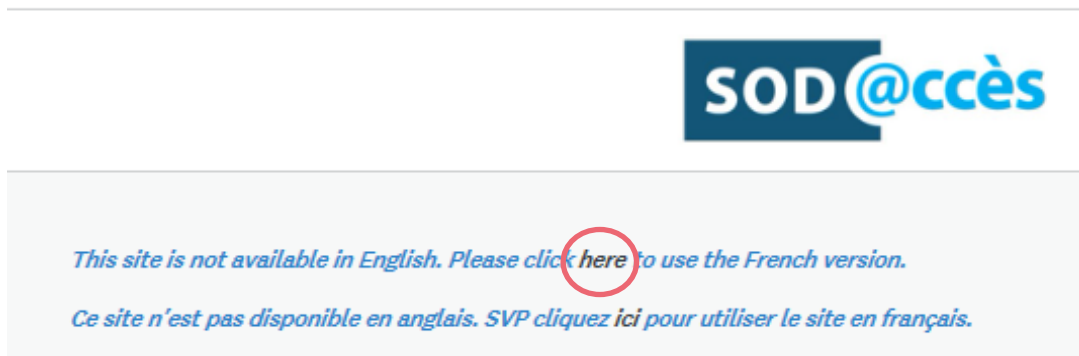 SOD@ccès
This site is not available in English. Please click here to use the French version.
Ce site n'est pas disponible en anglais. SVP cliquez ici pour utiliser le site en français.